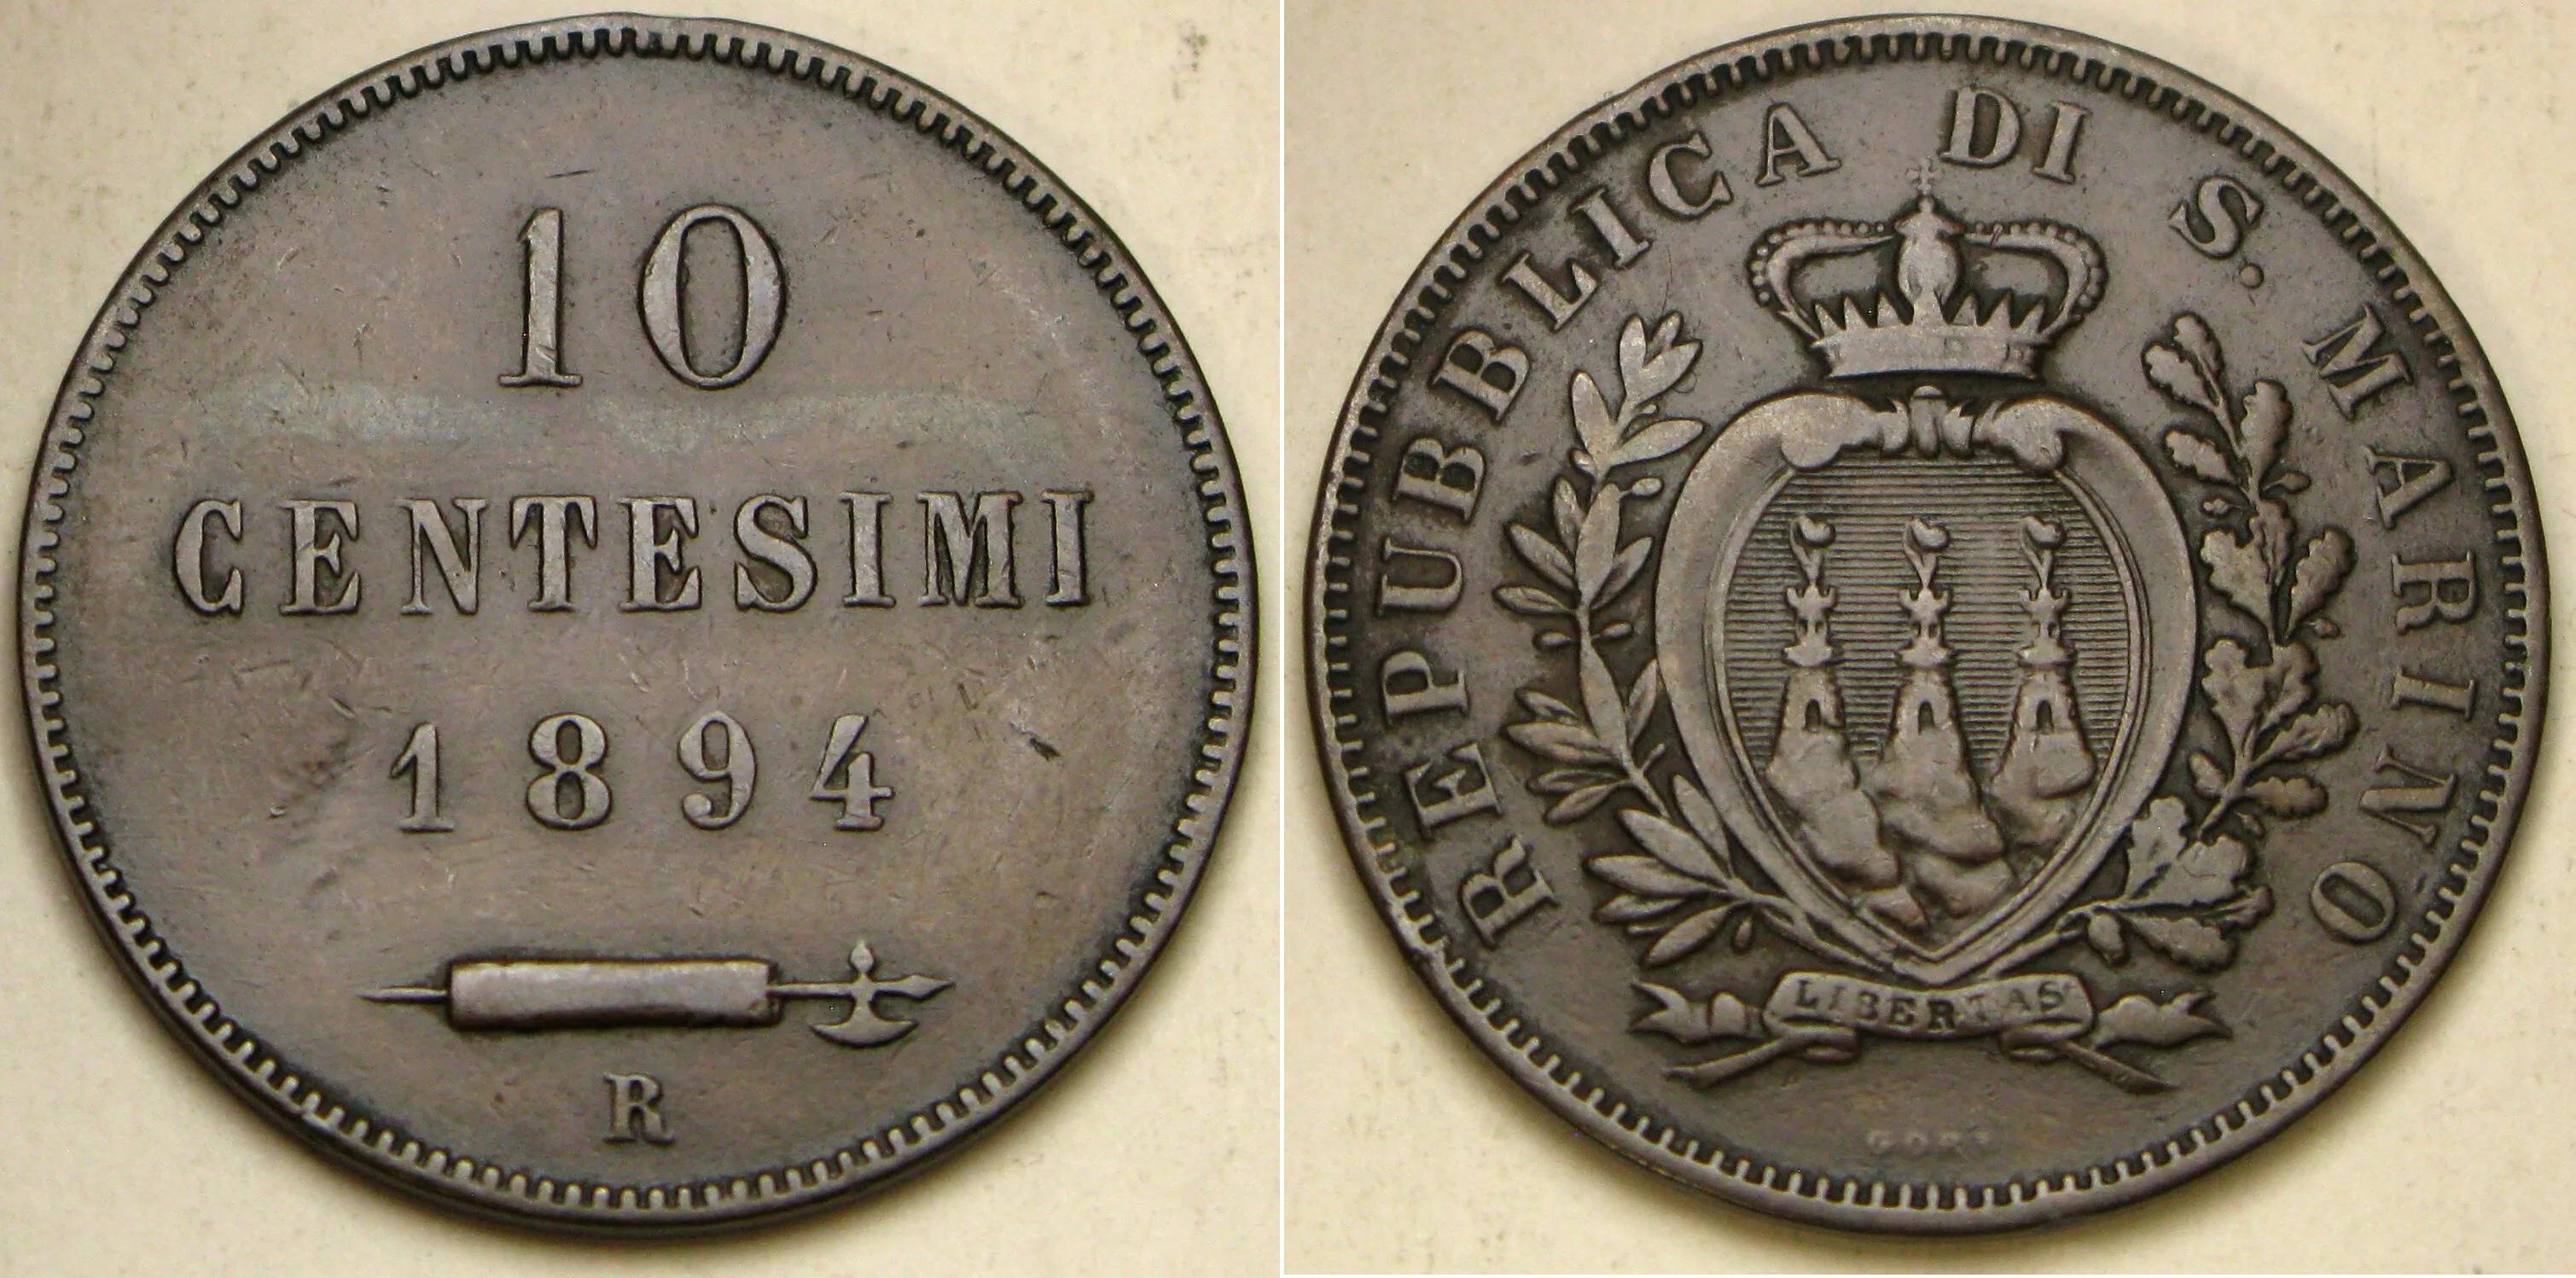 10
CENTESIMI
1894
R
REPUBBLICA DI S. MARINO
LIBERTAS